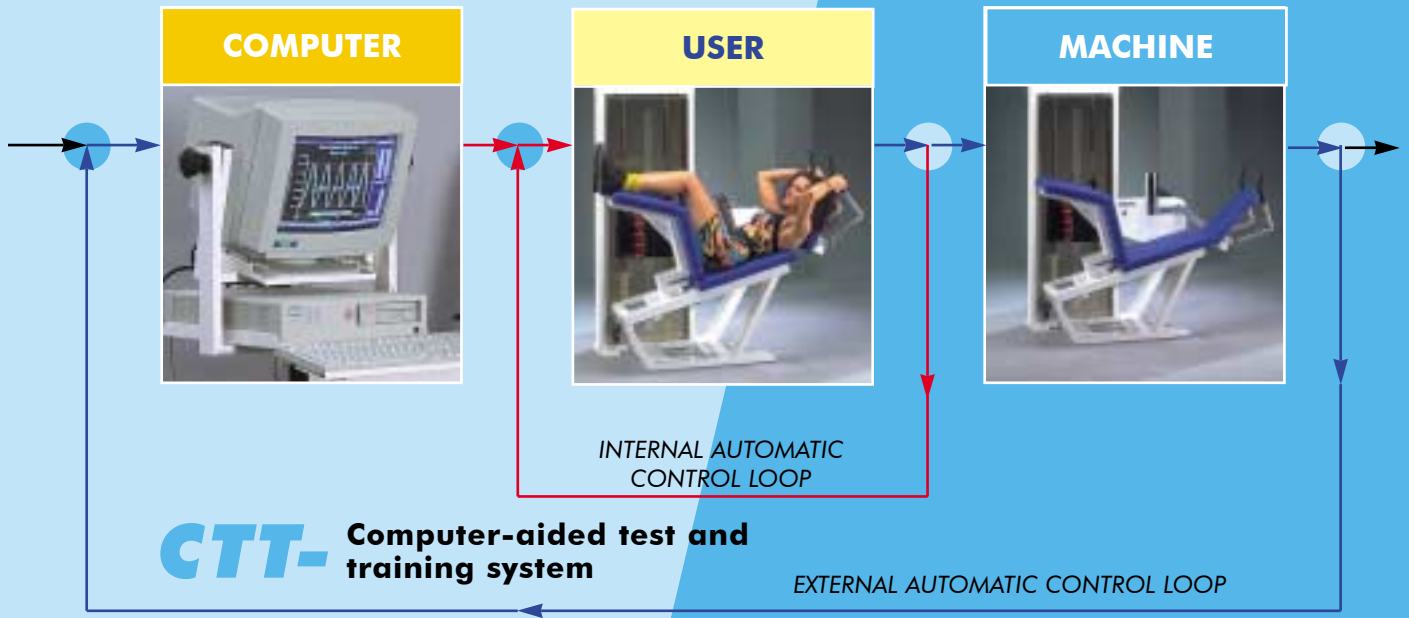 COMPUTER
USER
MACHINE
INTERNAL AUTOMATIC
CONTROL LOOP
CTT- Computer-aided test and
training system
EXTERNAL AUTOMATIC CONTROL LOOP